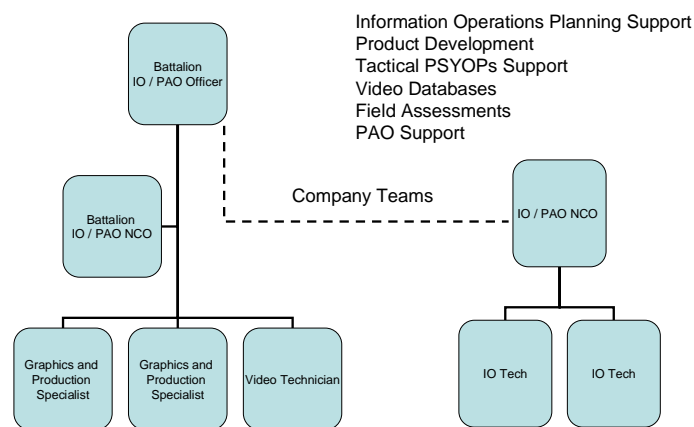 Information Operations Planning Support
Product Development
Tactical PSYOPs Support
Video Databases
Field Assessments
PAO Support
Battalion
IO / PAO Officer
Battalion
IO / PAO NCO
Company Teams
IO / PAO NCO
Graphics and
Production
Specialist
Graphics and
Production
Specialist
Video Technician
IO Tech
IO Tech